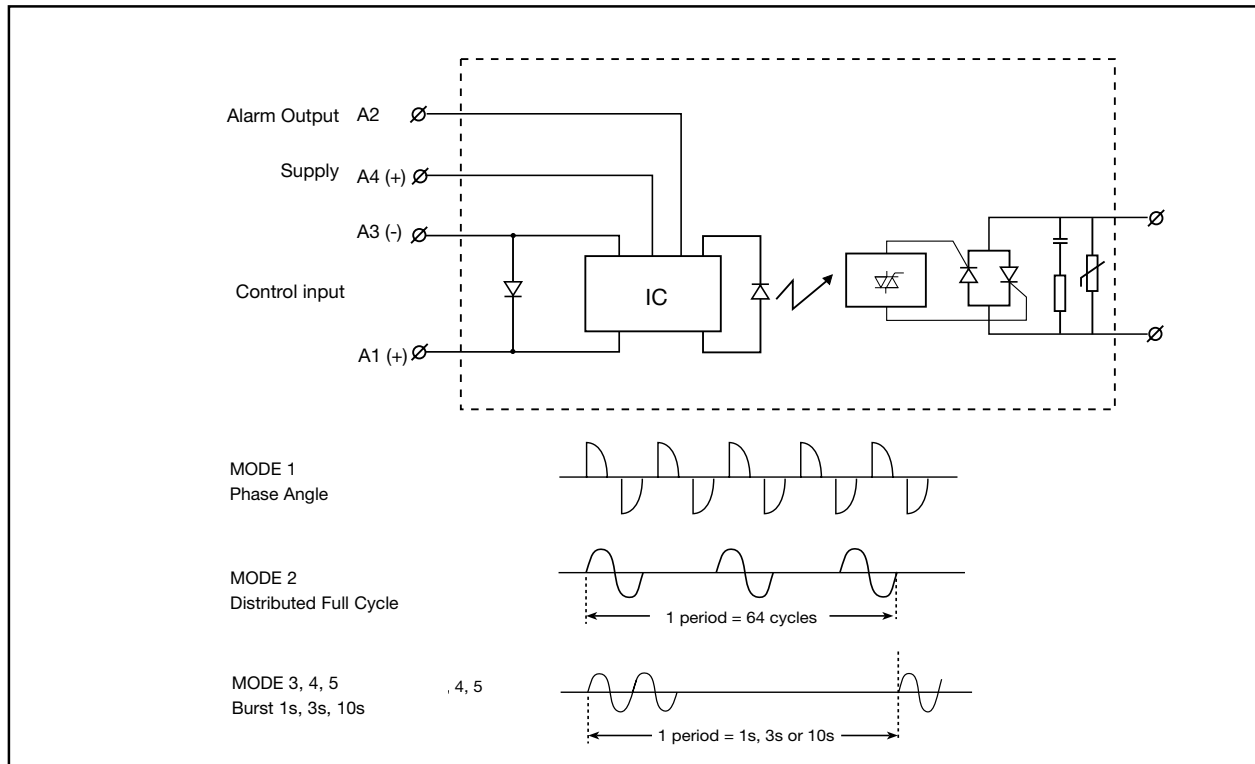 Alarm Output A2
Supply A4 (+)
A3 (-)
Control input
A1 (+)
IC
MODE 1
Phase Angle
MODE 2
Distributed Full Cycle
1 period = 64 cycles
MODE 3, 4, 5
, 4, 5
Burst 1s, 3s, 10s
1 period = 1s, 3s or 10s